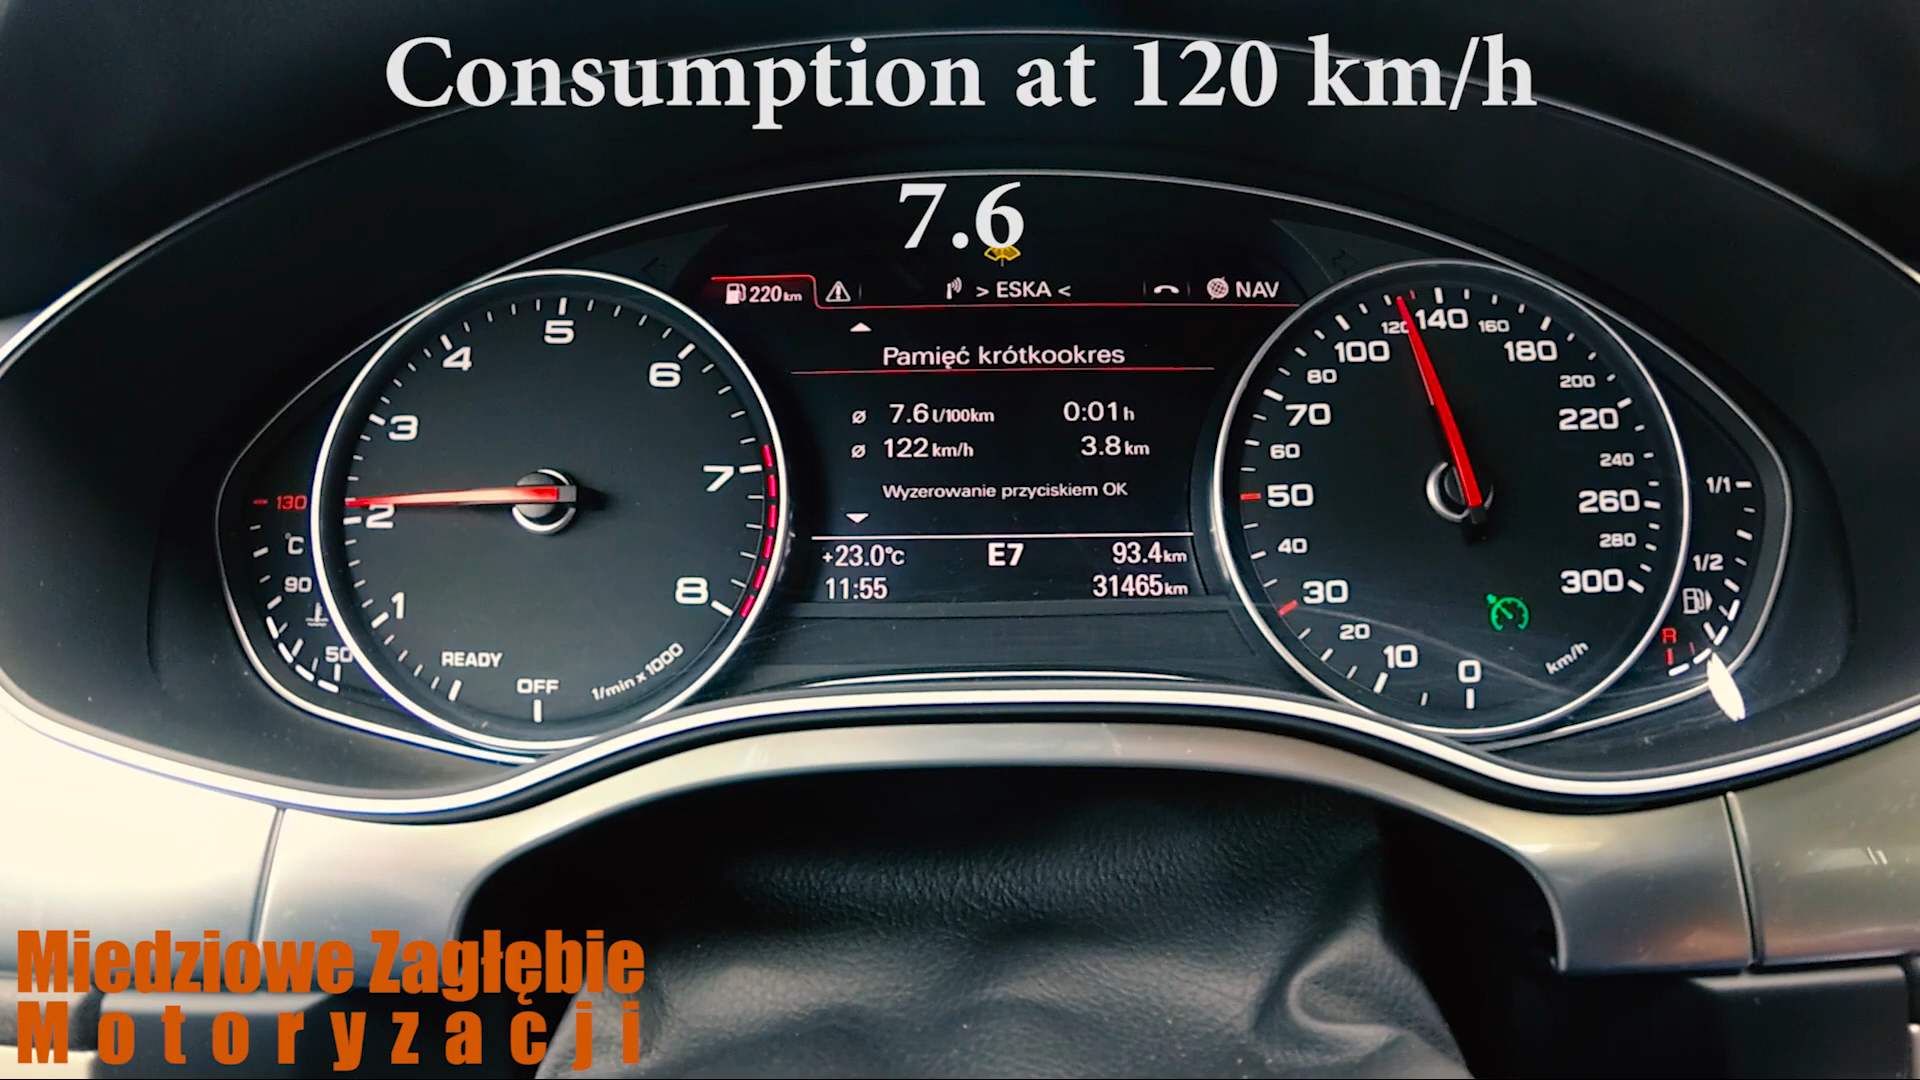 Consumption at 120 km/h
7.6
220 km
> ESKA <
NAV
Pamięć krótkookres
ø 7.6 l/100km 0:01 h
ø 122 km/h 3.8 km
Wyzerowanie przyciskiem OK
+23.0°C E7 93.4 km
11:55 31465 km
OFF
READY
1
2
3
4
5
6
7
8
1/min x 1000
130
°C
90
50
0
10
20
30
40
50
60
70
80
100
120
140
160
180
200
220
240
260
280
300
km/h
1/1
1/2
R
Miedziowe Zagłębie
Motoryzacji